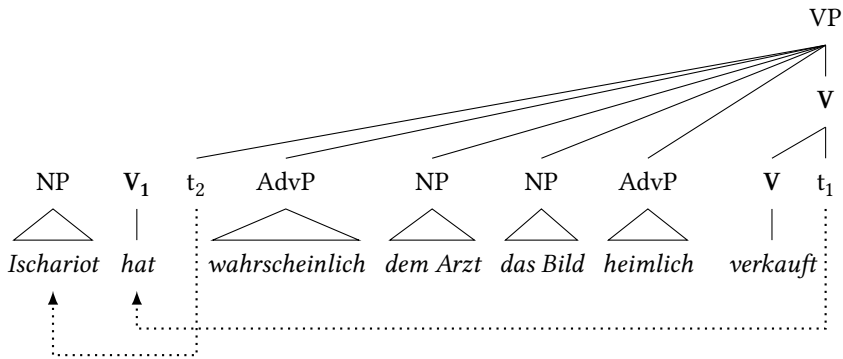 VP
V
NP V₁ t₂ AdvP NP NP AdvP V t₁
Ischariot hat wahrscheinlich dem Arzt das Bild heimlich verkauft